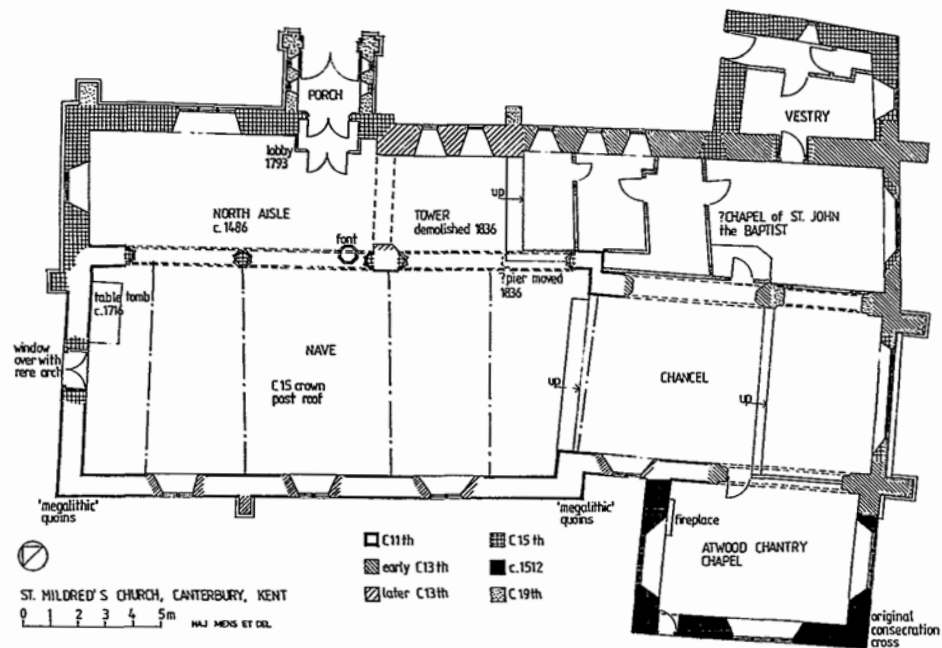 PORCH
VESTRY
lobby
1793
up
NORTH AISLE
c. 1486
TOWER
demolished 1836
?CHAPEL of ST. JOHN
the BAPTIST
font
?pier moved
1836
table tomb
c.1716
window
over with
rere arch
NAVE
C15 crown
post roof
up
CHANCEL
up
'megalithic'
quoins
'megalithic'
quoins
fireplace
ATWOOD CHANTRY
CHAPEL
original
consecration
cross
C11th
early C13th
later C13th
C15th
c.1512
C19th
ST. MILDRED'S CHURCH, CANTERBURY, KENT
0 1 2 3 4 5m
HAJ MENS ET DEL